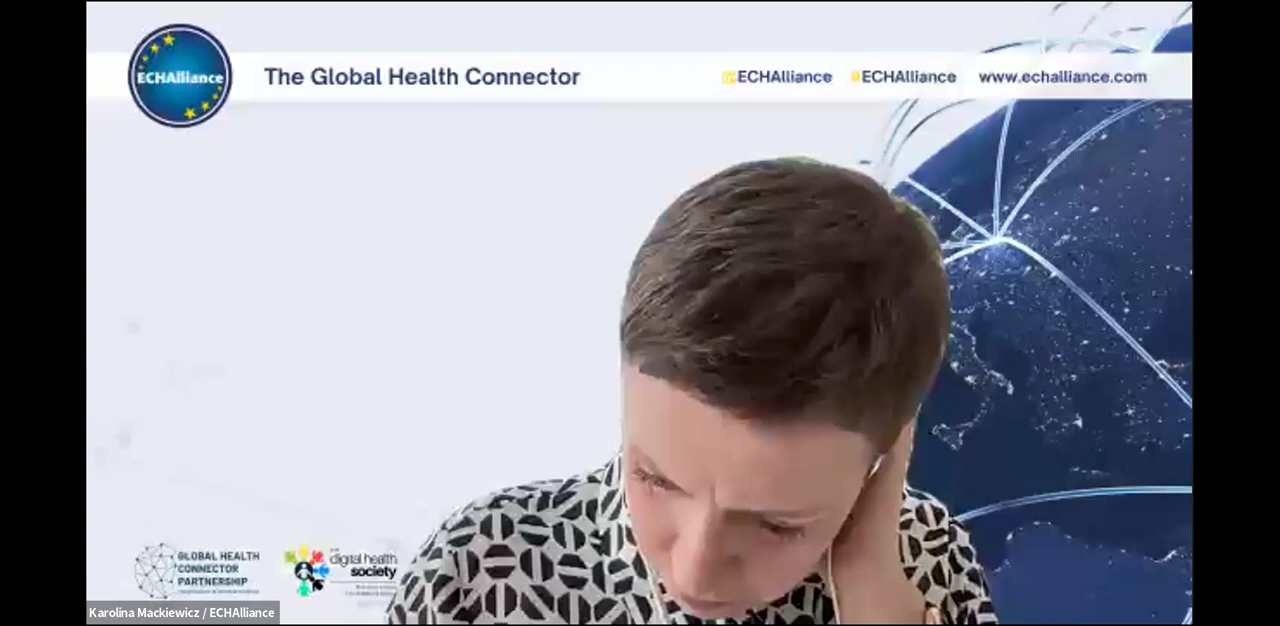 ECHAlliance
The Global Health Connector
ECHAlliance
ECHAlliance
www.echalliance.com
GLOBAL HEALTH
CONNECTOR
PARTNERSHIP
digital health
society
Karolina Mackiewicz / ECHAlliance